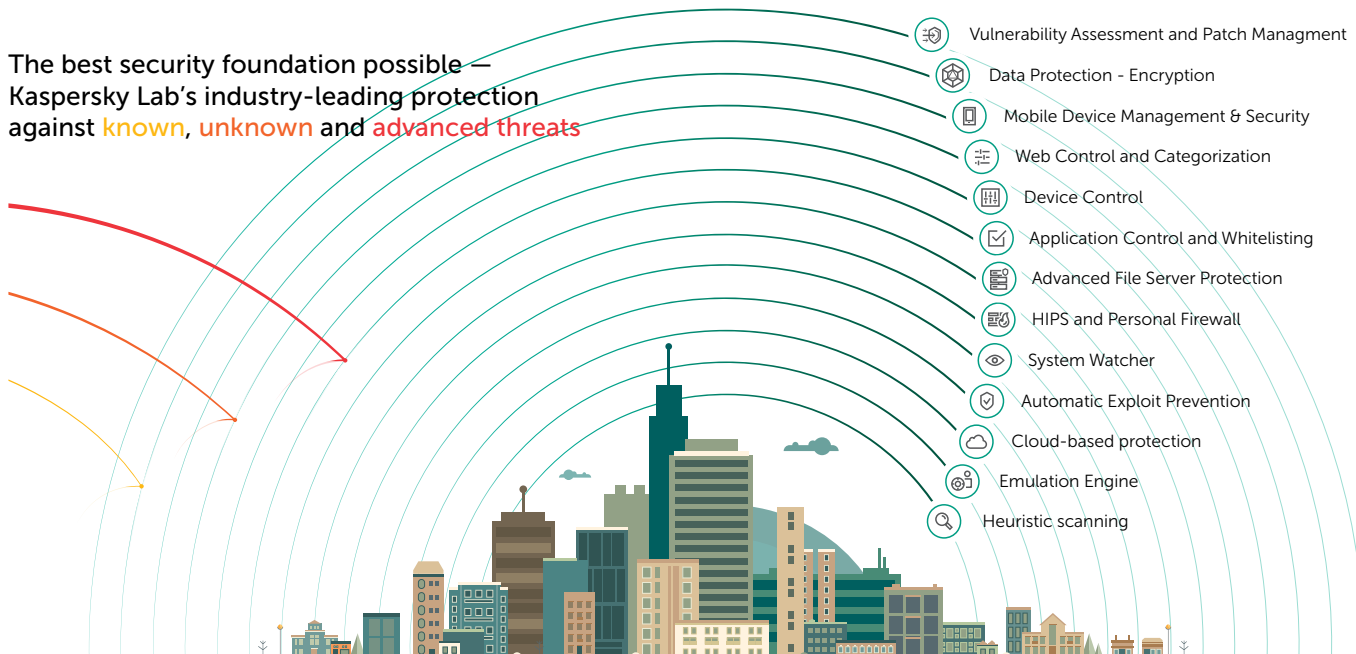 The best security foundation possible —
Kaspersky Lab's industry-leading protection
against known, unknown and advanced threats
Vulnerability Assessment and Patch Managment
Data Protection - Encryption
Mobile Device Management & Security
Web Control and Categorization
Device Control
Application Control and Whitelisting
Advanced File Server Protection
HIPS and Personal Firewall
System Watcher
Automatic Exploit Prevention
Cloud-based protection
Emulation Engine
Heuristic scanning